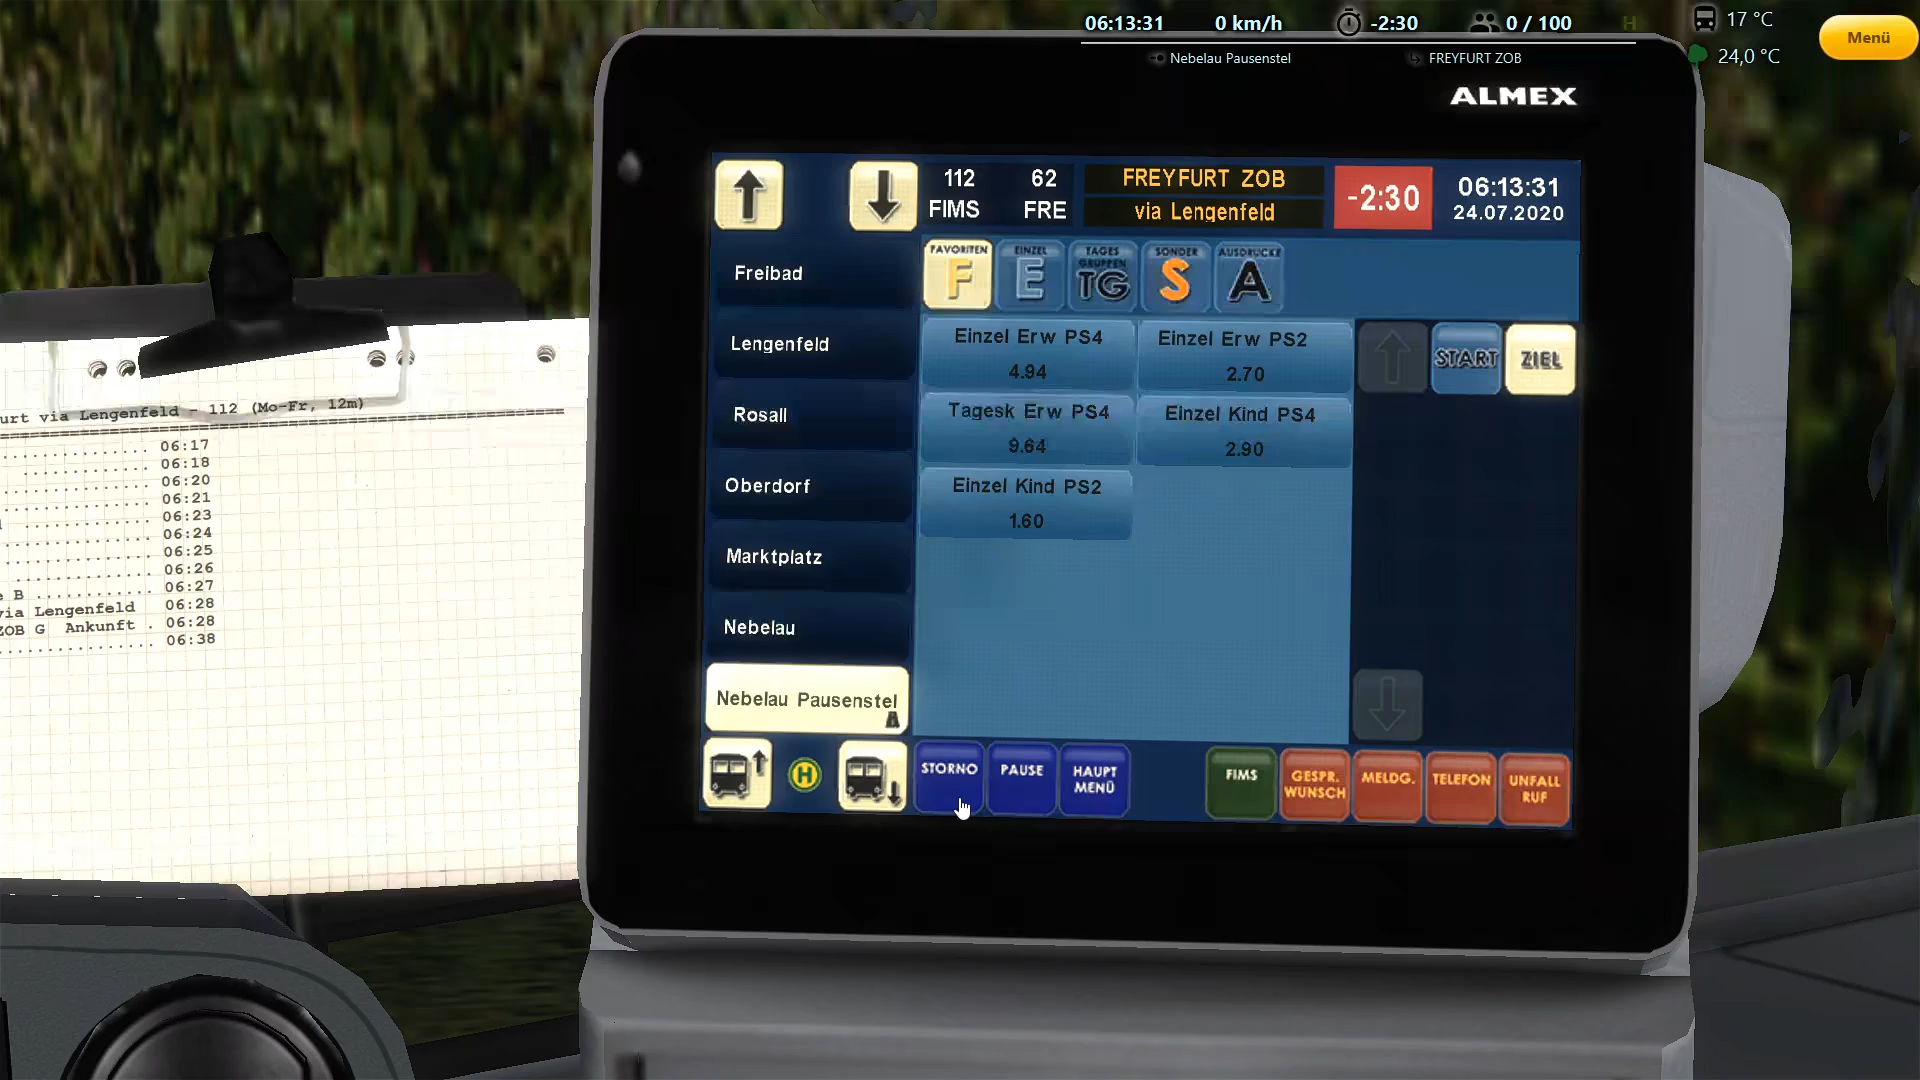 06:13:31 0 km/h -2:30 0 / 100 H
Nebelau Pausenstel FREYFURT ZOB
17 °C
24,0 °C
Menü
ALMEX
112 62
FIMS FRE
FREYFURT ZOB
via Lengenfeld
-2:30
06:13:31
24.07.2020
Freibad
Lengenfeld
Rosall
Oberdorf
Marktplatz
Nebelau
Nebelau Pausenstel
FAVORITEN
F
EINZEL
E
TAGES
GRUPPEN
TG
SONDER
S
AUSDRUCKE
A
Einzel Erw PS4
4.94
Einzel Erw PS2
2.70
Tagesk Erw PS4
9.64
Einzel Kind PS4
2.90
Einzel Kind PS2
1.60
START
ZIEL
H
STORNO
PAUSE
HAUPT
MENÜ
FIMS
GESPR.
WUNSCH
MELDG.
TELEFON
UNFALL
RUF
urt via Lengenfeld - 112 (Mo-Fr, 12m)
06:17
06:18
06:20
06:21
06:23
06:24
06:25
06:26
e B ............ 06:27
via Lengenfeld 06:28
ZOB G Ankunft . 06:28
06:38